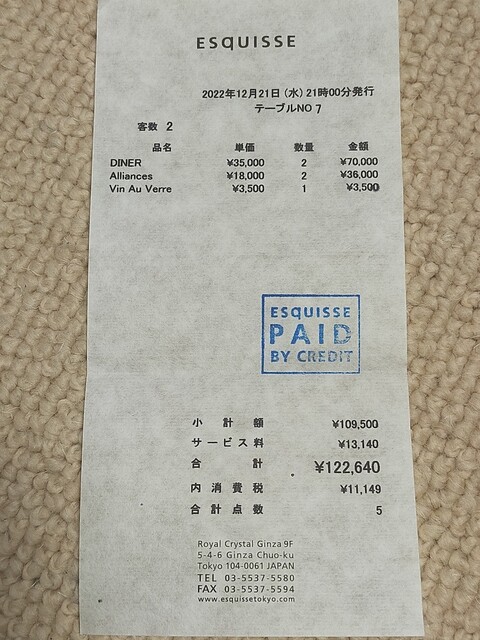 ESQUISSE
2022年12月21日(水)21時00分発行
テーブルNO 7
客数 2
品名 単価 数量 金額
DINER ¥35,000 2 ¥70,000
Alliances ¥18,000 2 ¥36,000
Vin Au Verre ¥3,500 1 ¥3,500
ESQUISSE
PAID
BY CREDIT
小計額 ¥109,500
サービス料 ¥13,140
合計 ¥122,640
内消費税 ¥11,149
合計点数 5
Royal Crystal Ginza 9F
5-4-6 Ginza Chuo-ku
Tokyo 104-0061 JAPAN
TEL 03-5537-5580
FAX 03-5537-5594
www.esquissetokyo.com